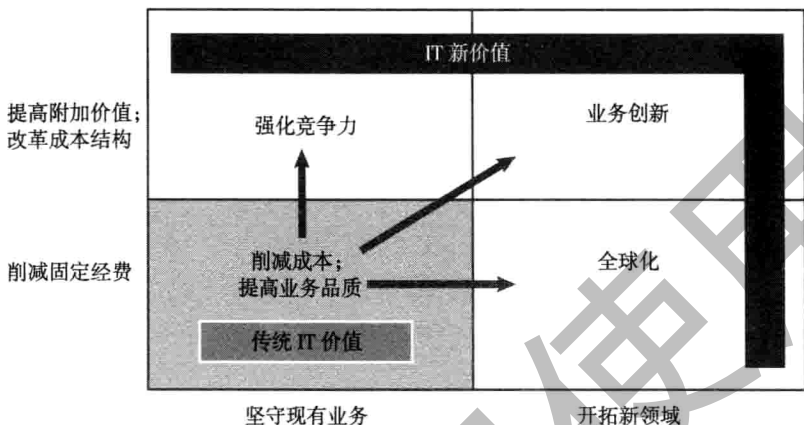 IT 新价值
提高附加价值；
改革成本结构
强化竞争力
业务创新
削减固定经费
削减成本；
提高业务品质
全球化
传统 IT 价值
坚守现有业务
开拓新领域
使用